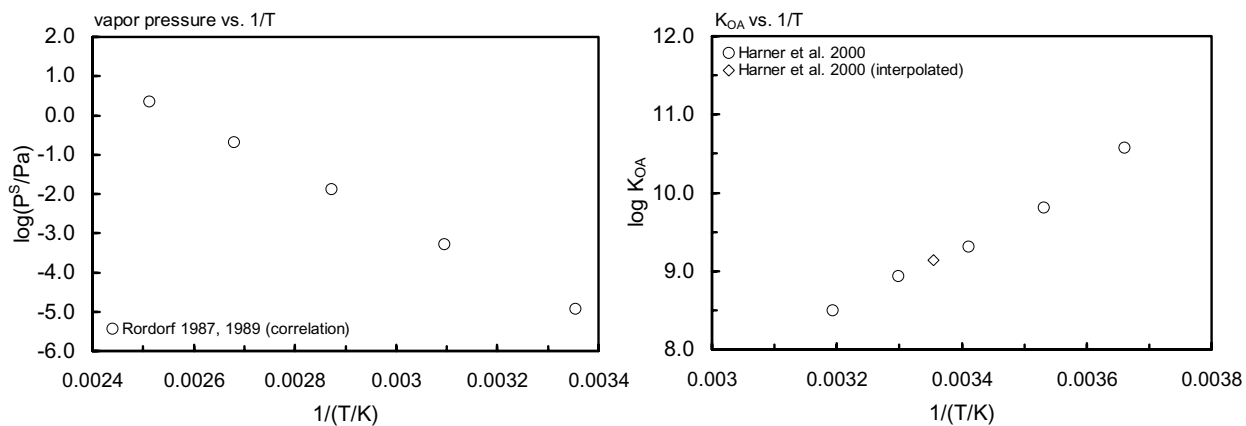 vapor pressure vs. 1/T
2.0
1.0
0.0
-1.0
-2.0
-3.0
-4.0
-5.0
-6.0
log(P^S/Pa)
Rordorf 1987, 1989 (correlation)
0.0024 0.0026 0.0028 0.003 0.0032 0.0034
1/(T/K)
K_OA vs. 1/T
12.0
11.0
10.0
9.0
8.0
log K_OA
Harner et al. 2000
Harner et al. 2000 (interpolated)
0.003 0.0032 0.0034 0.0036 0.0038
1/(T/K)